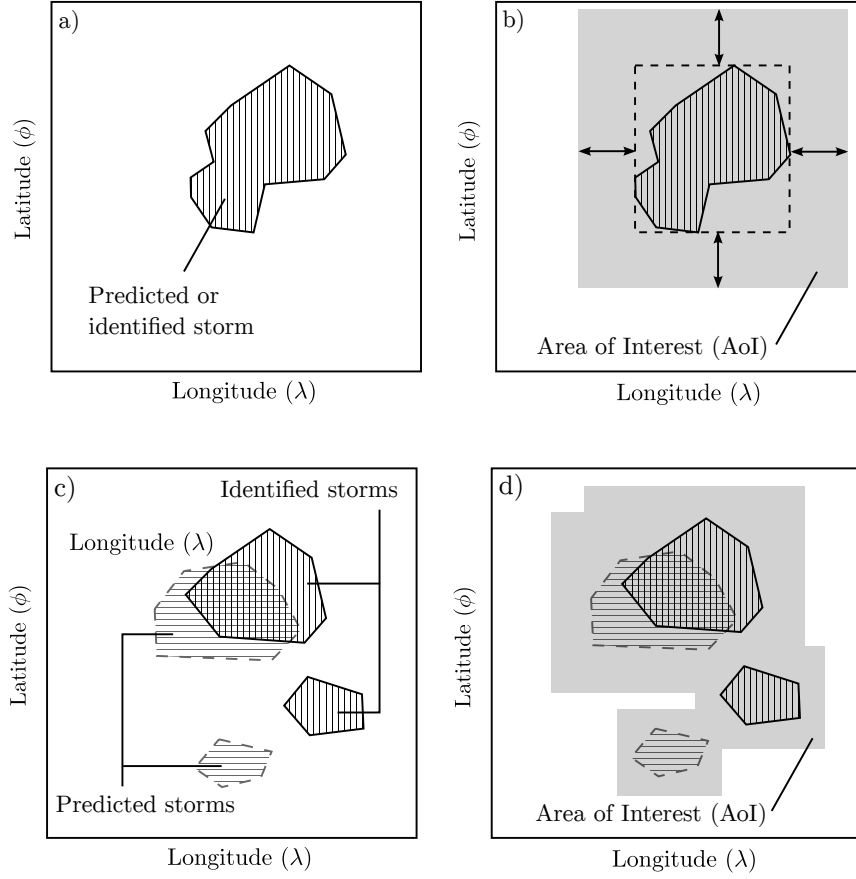 a)
Latitude (ϕ)
Predicted or
identified storm
Longitude (λ)
b)
Latitude (ϕ)
Area of Interest (AoI)
Longitude (λ)
c)
Identified storms
Longitude (λ)
Latitude (ϕ)
Predicted storms
Longitude (λ)
d)
Latitude (ϕ)
Area of Interest (AoI)
Longitude (λ)